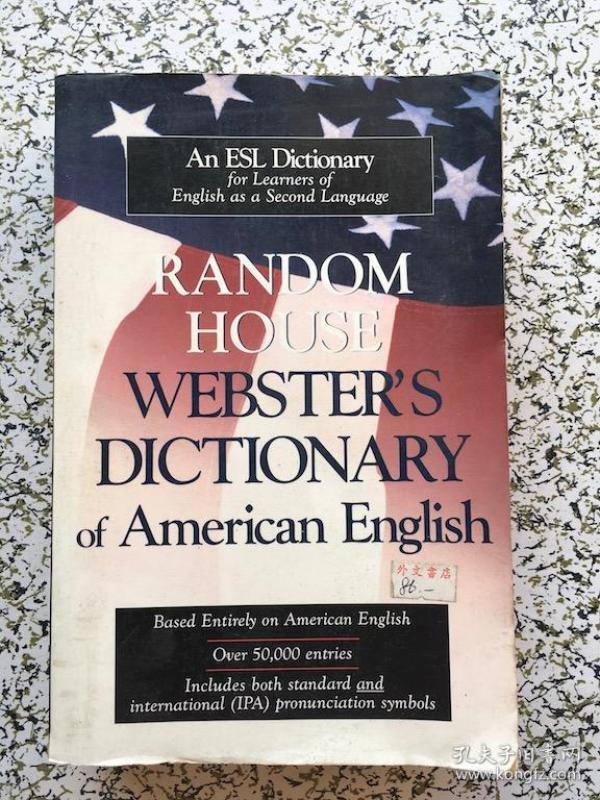 An ESL Dictionary
for Learners of
English as a Second Language
RANDOM
HOUSE
WEBSTER'S
DICTIONARY
of American English
外文書店
86.—
Based Entirely on American English
Over 50,000 entries
Includes both standard and
international (IPA) pronunciation symbols
孔夫子旧书网
www.kongfz.com